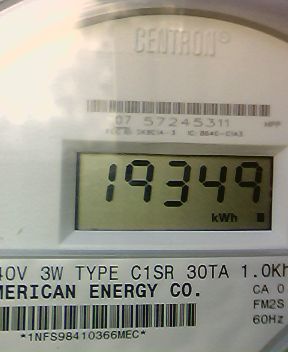 CENTRON®
07 57245311
19349
kWh
40V 3W TYPE C1SR 30TA 1.0Kh
MERICAN ENERGY CO.
CA 0
FM2S
60Hz
*1NFS98410366MEC*